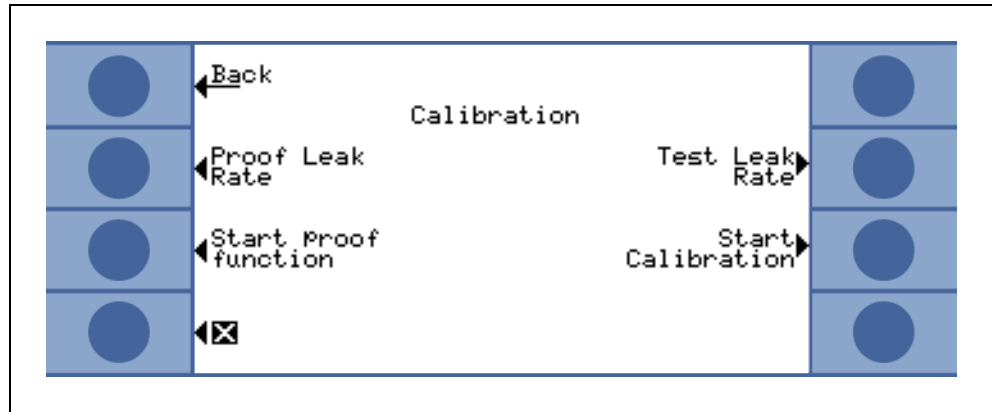 Back
Calibration
Proof Leak
Rate
Test Leak
Rate
Start Proof
function
Start
Calibration